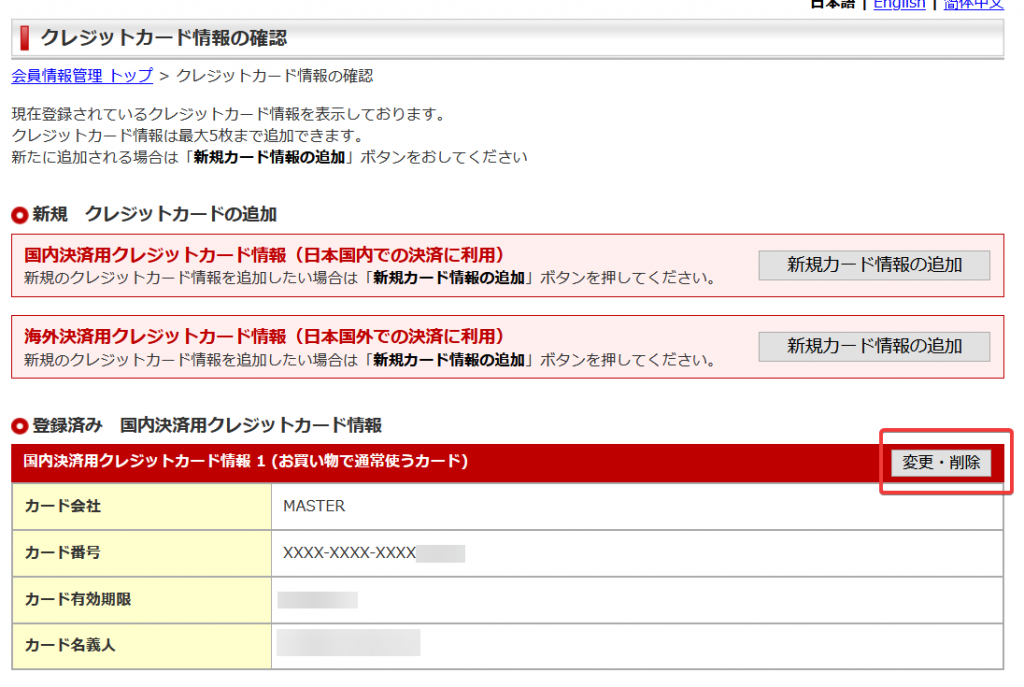 日本語 | English | 简体中文
クレジットカード情報の確認
会員情報管理 トップ > クレジットカード情報の確認
現在登録されているクレジットカード情報を表示しております。
クレジットカード情報は最大5枚まで追加できます。
新たに追加される場合は「新規カード情報の追加」ボタンをおしてください
新規　クレジットカードの追加
国内決済用クレジットカード情報（日本国内での決済に利用）
新規のクレジットカード情報を追加したい場合は「新規カード情報の追加」ボタンを押してください。
新規カード情報の追加
海外決済用クレジットカード情報（日本国外での決済に利用）
新規のクレジットカード情報を追加したい場合は「新規カード情報の追加」ボタンを押してください。
新規カード情報の追加
登録済み　国内決済用クレジットカード情報
国内決済用クレジットカード情報 1 (お買い物で通常使うカード)
変更・削除
カード会社 MASTER
カード番号 XXXX-XXXX-XXXX
カード有効期限
カード名義人